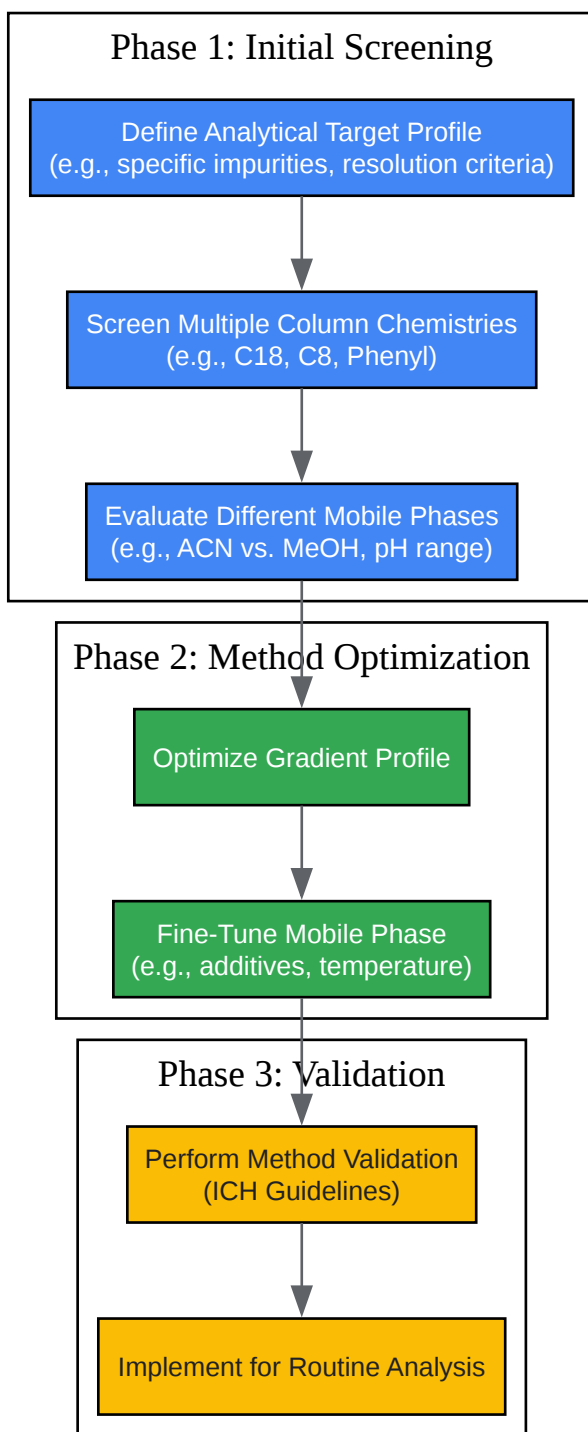 Phase 1: Initial Screening
Define Analytical Target Profile
(e.g., specific impurities, resolution criteria)
Screen Multiple Column Chemistries
(e.g., C18, C8, Phenyl)
Evaluate Different Mobile Phases
(e.g., ACN vs. MeOH, pH range)
Phase 2: Method Optimization
Optimize Gradient Profile
Fine-Tune Mobile Phase
(e.g., additives, temperature)
Phase 3: Validation
Perform Method Validation
(ICH Guidelines)
Implement for Routine Analysis